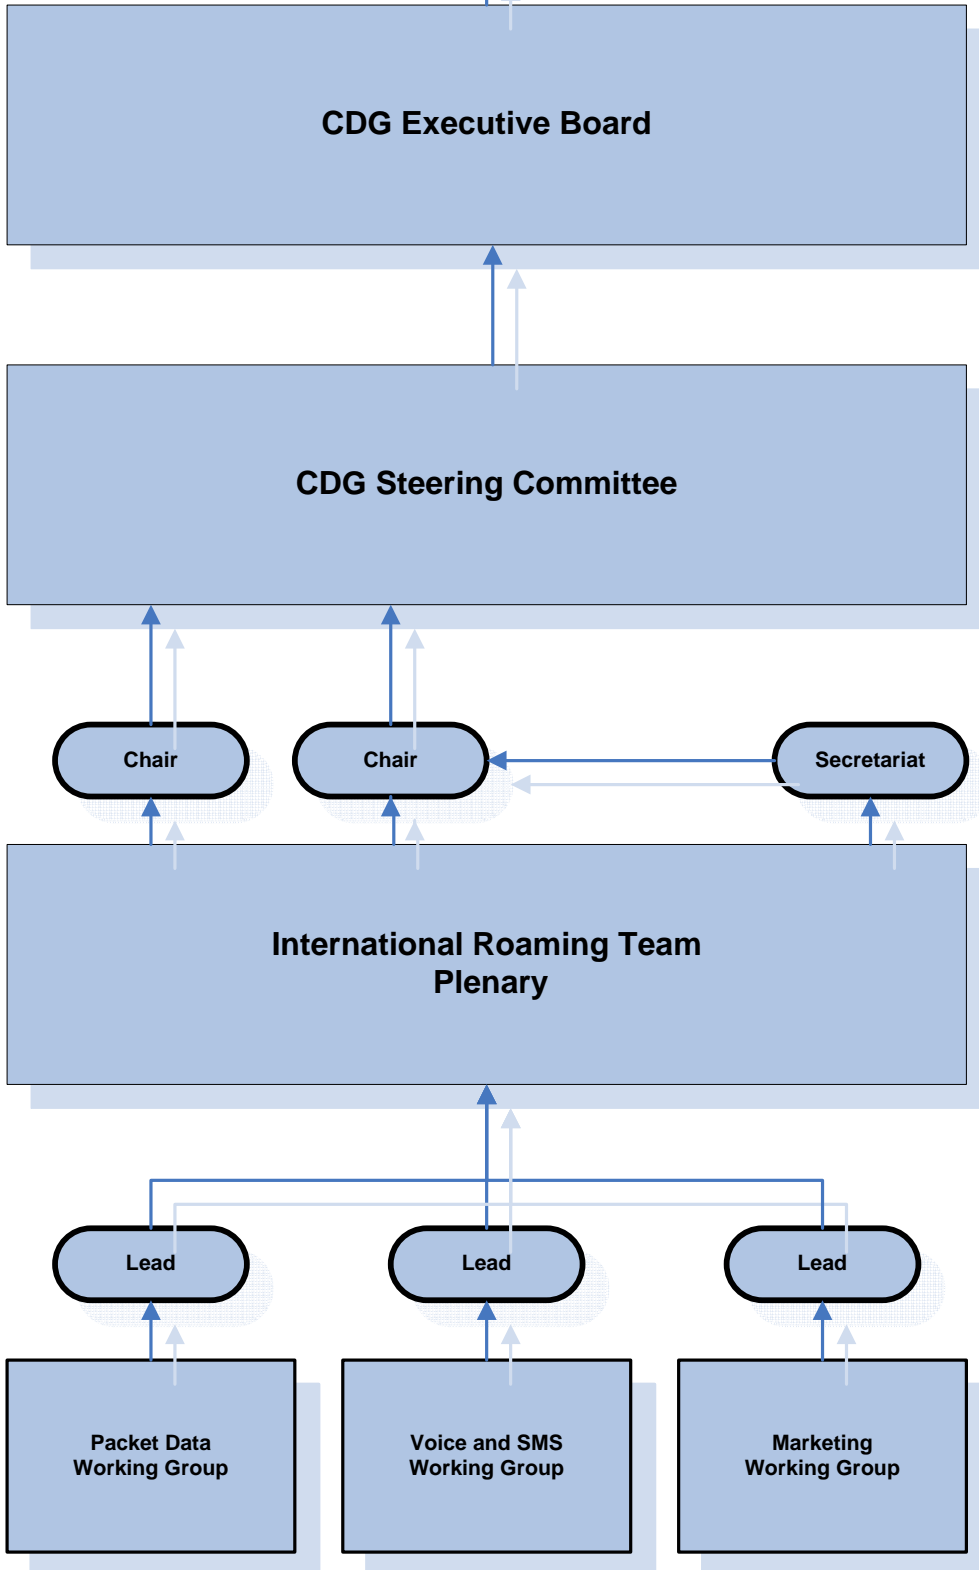 CDG Executive Board
CDG Steering Committee
Chair
Chair
Secretariat
International Roaming Team
Plenary
Lead
Lead
Lead
Packet Data
Working Group
Voice and SMS
Working Group
Marketing
Working Group